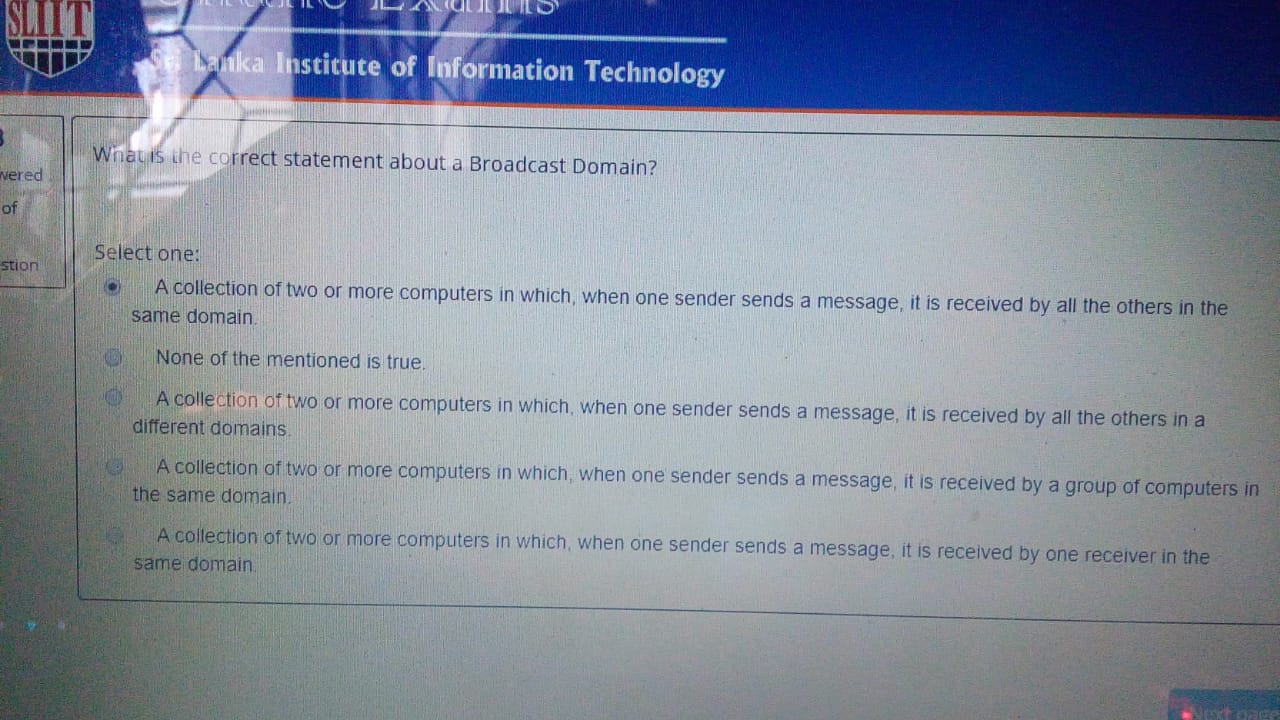 SLIIT
Exams
Sri Lanka Institute of Information Technology
wered
of
stion
What is the correct statement about a Broadcast Domain?
Select one:
A collection of two or more computers in which, when one sender sends a message, it is received by all the others in the
same domain.
None of the mentioned is true.
A collection of two or more computers in which, when one sender sends a message, it is received by all the others in a
different domains.
A collection of two or more computers in which, when one sender sends a message, it is received by a group of computers in
the same domain.
A collection of two or more computers in which, when one sender sends a message, it is received by one receiver in the
same domain.
Next page